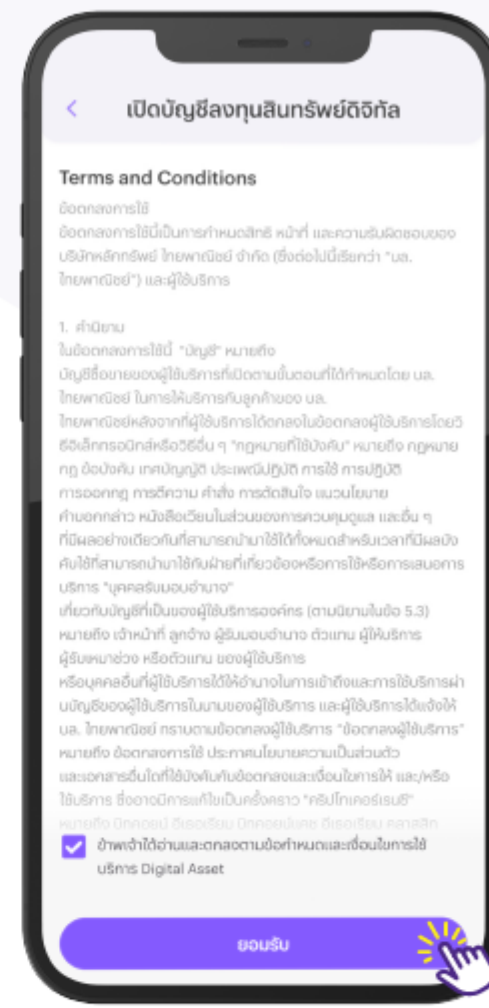 เปิดบัญชีลงทุนสินทรัพย์ดิจิทัล
Terms and Conditions
ข้อตกลงการใช้
ข้อตกลงการใช้นี้เป็นการกำหนดสิทธิ หน้าที่ และความรับผิดชอบของ
บริษัทหลักทรัพย์ ไทยพาณิชย์ จำกัด (ซึ่งต่อไปนี้เรียกว่า "บล.
ไทยพาณิชย์") และผู้ใช้บริการ
1. คำนิยาม
ในข้อตกลงการใช้นี้ "บัญชี" หมายถึง
บัญชีซื้อขายของผู้ใช้บริการที่เปิดตามขั้นตอนที่ได้กำหนดโดย บล.
ไทยพาณิชย์ ในการให้บริการกับลูกค้าของ บล.
ไทยพาณิชย์หลังจากที่ผู้ใช้บริการได้ตกลงในข้อตกลงผู้ใช้บริการโดยวิ
ธีอิเล็กทรอนิกส์หรือวิธีอื่น ๆ "กฎหมายที่ใช้บังคับ" หมายถึง กฎหมาย
กฎ ข้อบังคับ เทศบัญญัติ ประเพณีปฏิบัติ การใช้ การปฏิบัติ
การออกกฎ การตีความ คำสั่ง การตัดสินใจ แนวนโยบาย
คำบอกกล่าว หนังสือเวียนในส่วนของการควบคุมดูแล และอื่น ๆ
ที่มีผลอย่างเดียวกันที่สามารถนำมาใช้ได้ทั้งหมดสำหรับเวลาที่มีผลบัง
คับใช้ที่สามารถนำมาใช้กับฝ่ายที่เกี่ยวข้องหรือการใช้หรือการเสนอการ
บริการ "บุคคลรับมอบอำนาจ"
เกี่ยวกับบัญชีที่เป็นของผู้ใช้บริการองค์กร (ตามนิยามในข้อ 5.3)
หมายถึง เจ้าหน้าที่ ลูกจ้าง ผู้รับมอบอำนาจ ตัวแทน ผู้ให้บริการ
ผู้รับเหมาช่วง หรือตัวแทน ของผู้ใช้บริการ
หรือบุคคลอื่นที่ผู้ใช้บริการได้ให้อำนาจในการเข้าถึงและการใช้บริการผ่า
นบัญชีของผู้ใช้บริการในนามของผู้ใช้บริการ และผู้ใช้บริการได้แจ้งให้
บล. ไทยพาณิชย์ ทราบตามข้อตกลงผู้ใช้บริการ "ข้อตกลงผู้ใช้บริการ"
หมายถึง ข้อตกลงการใช้ ประกาศนโยบายความเป็นส่วนตัว
และเอกสารอื่นใดที่ใช้บังคับกับข้อตกลงและเงื่อนไขการให้ และ/หรือ
ใช้บริการ ซึ่งอาจมีการแก้ไขเป็นครั้งคราว "คริปโทเคอร์เรนซี"
หมายถึง บิทคอยน์ อีเธอเรียม บิทคอยน์แคช อีเธอเรียม คลาสสิก
ข้าพเจ้าได้อ่านและตกลงตามข้อกำหนดและเงื่อนไขการใช้
บริการ Digital Asset
ยอมรับ